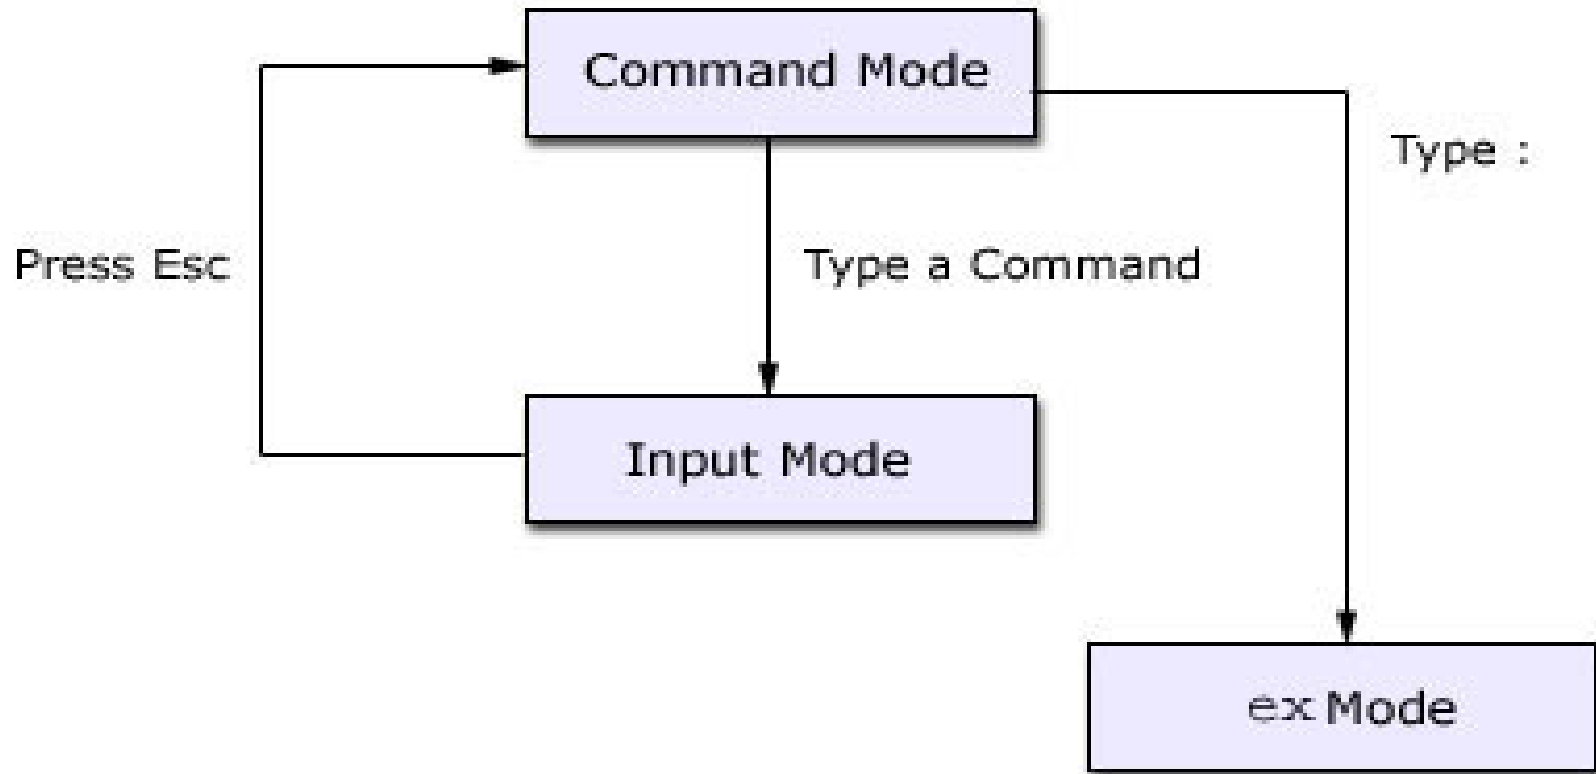 Command Mode
Type :
Press Esc
Type a Command
Input Mode
ex Mode